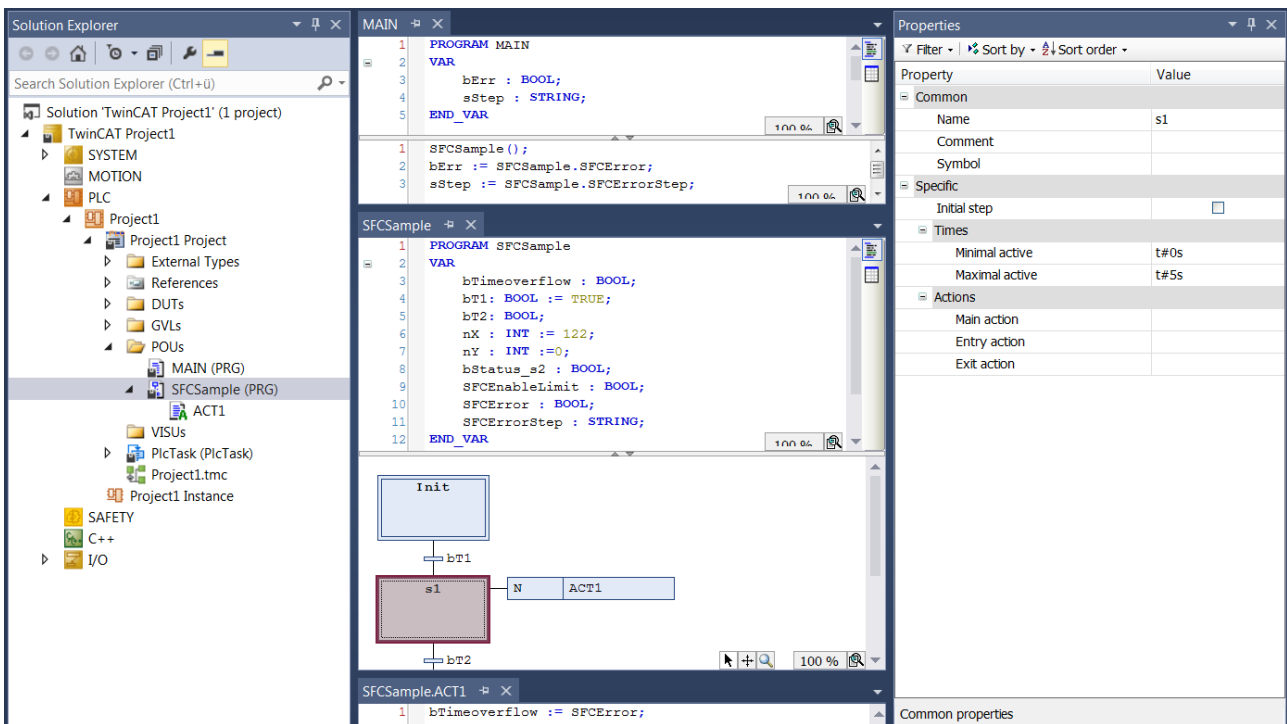 Solution Explorer
Search Solution Explorer (Ctrl+ü)
Solution 'TwinCAT Project1' (1 project)
TwinCAT Project1
SYSTEM
MOTION
PLC
Project1
Project1 Project
External Types
References
DUTs
GVLs
POUs
MAIN (PRG)
SFCSample (PRG)
ACT1
VISUs
PlcTask (PlcTask)
Project1.tmc
Project1 Instance
SAFETY
C++
I/O
MAIN
1 PROGRAM MAIN
2 VAR
3 bErr : BOOL;
4 sStep : STRING;
5 END_VAR
100 %
1 SFCSample();
2 bErr := SFCSample.SFCError;
3 sStep := SFCSample.SFCErrorStep;
100 %
SFCSample
1 PROGRAM SFCSample
2 VAR
3 bTimeoverflow : BOOL;
4 bT1: BOOL := TRUE;
5 bT2: BOOL;
6 nX : INT := 122;
7 nY : INT :=0;
8 bStatus_s2 : BOOL;
9 SFCEnableLimit : BOOL;
10 SFCError : BOOL;
11 SFCErrorStep : STRING;
12 END_VAR
100 %
Init
bT1
s1 N ACT1
bT2
100 %
SFCSample.ACT1
1 bTimeoverflow := SFCError;
Properties
Filter Sort by Sort order
Property Value
Common
Name s1
Comment
Symbol
Specific
Initial step
Times
Minimal active t#0s
Maximal active t#5s
Actions
Main action
Entry action
Exit action
Common properties